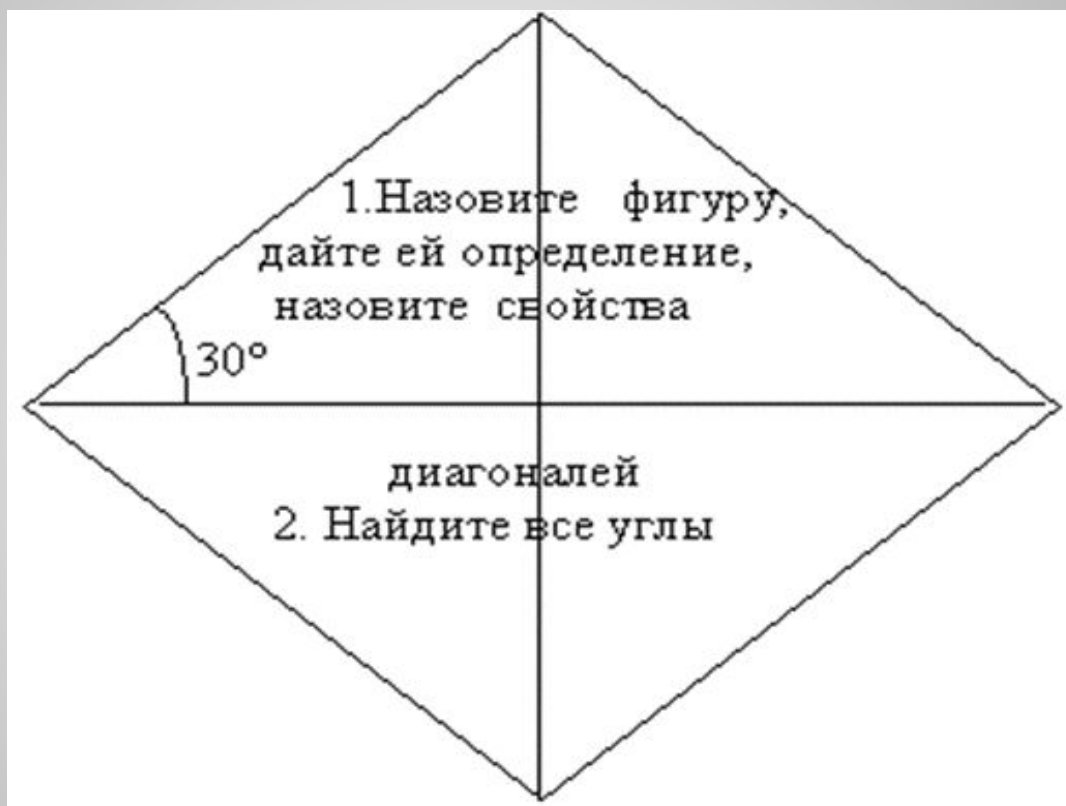 1.Назовите фигуру,
дайте ей определение,
назовите свойства
30°
диагоналей
2. Найдите все углы